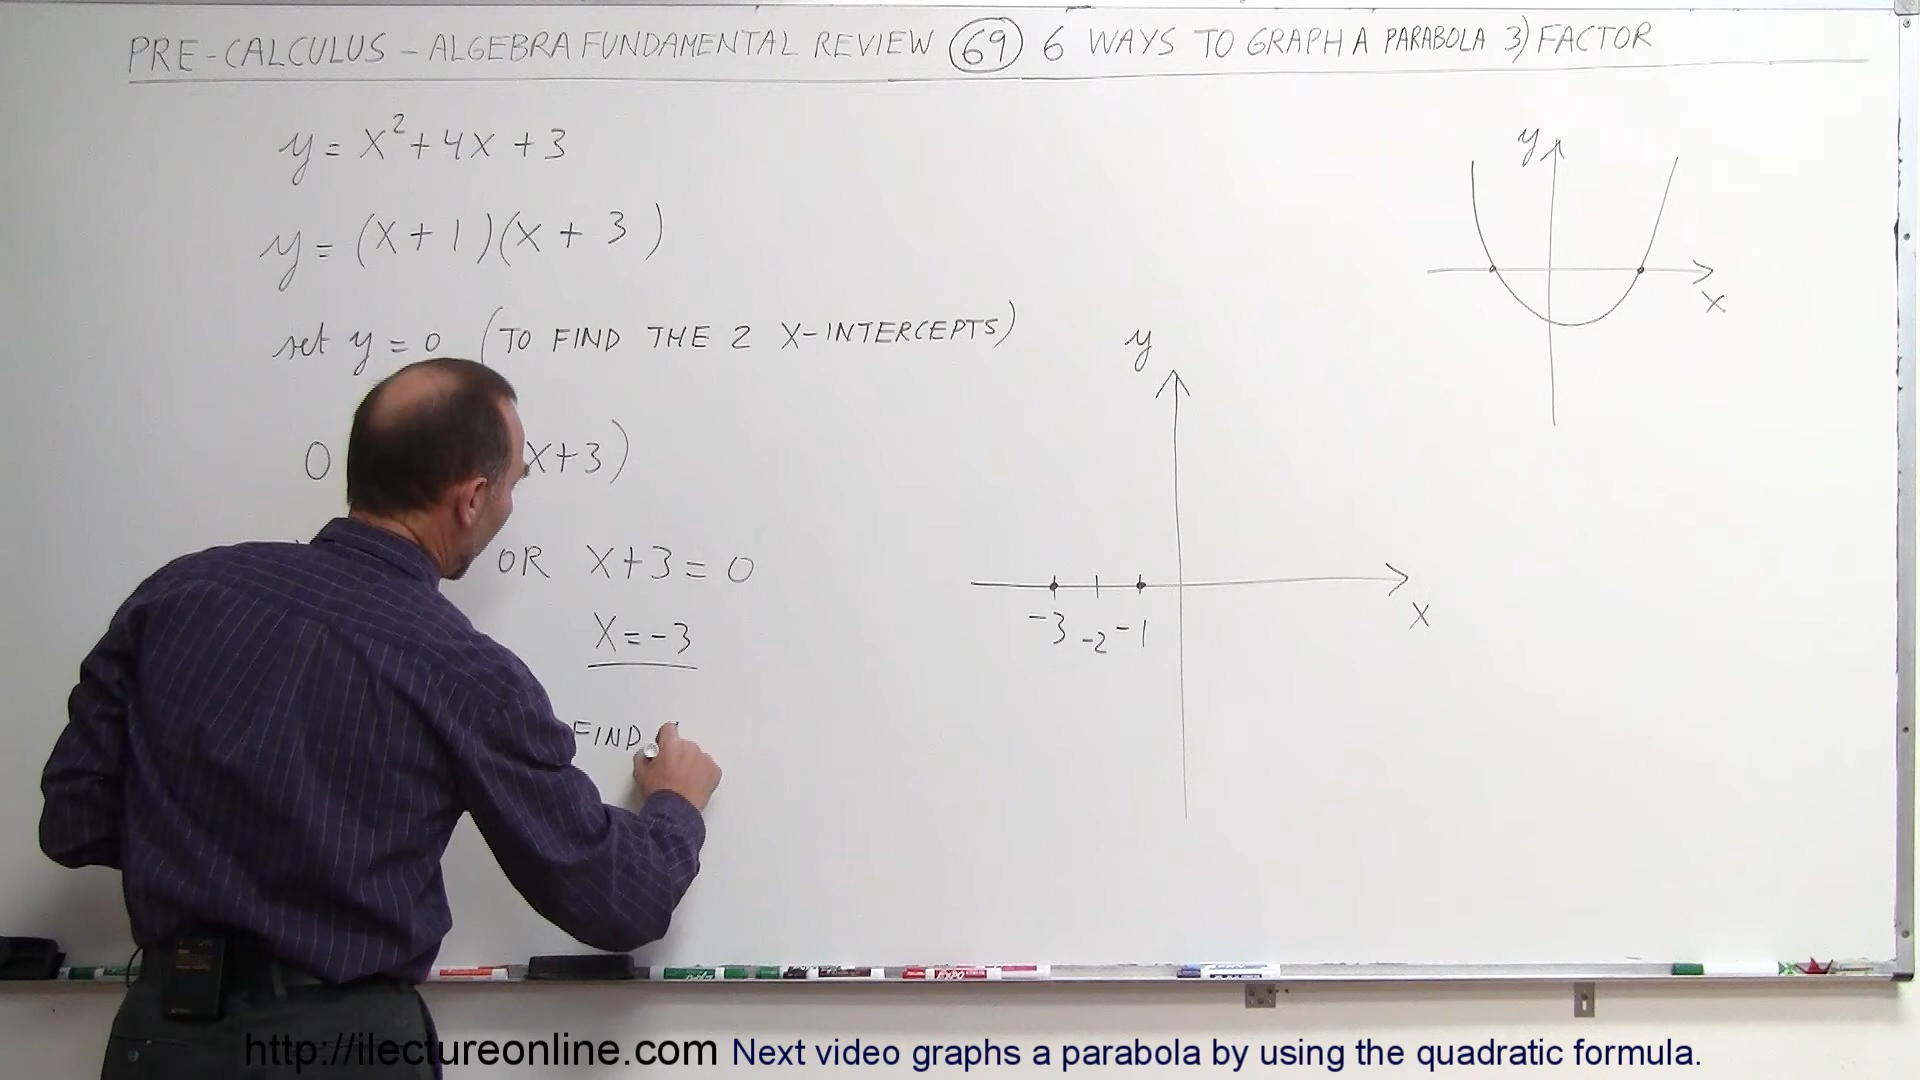 PRE-CALCULUS – ALGEBRA FUNDAMENTAL REVIEW 69 6 WAYS TO GRAPH A PARABOLA 3) FACTOR
y = x² + 4x + 3
y = (x + 1)(x + 3)
set y = 0 (TO FIND THE 2 X-INTERCEPTS)
0 x+3)
OR x+3 = 0
x = -3
FIND
y
x
y
-3 -2 -1
x
http://ilectureonline.com Next video graphs a parabola by using the quadratic formula.